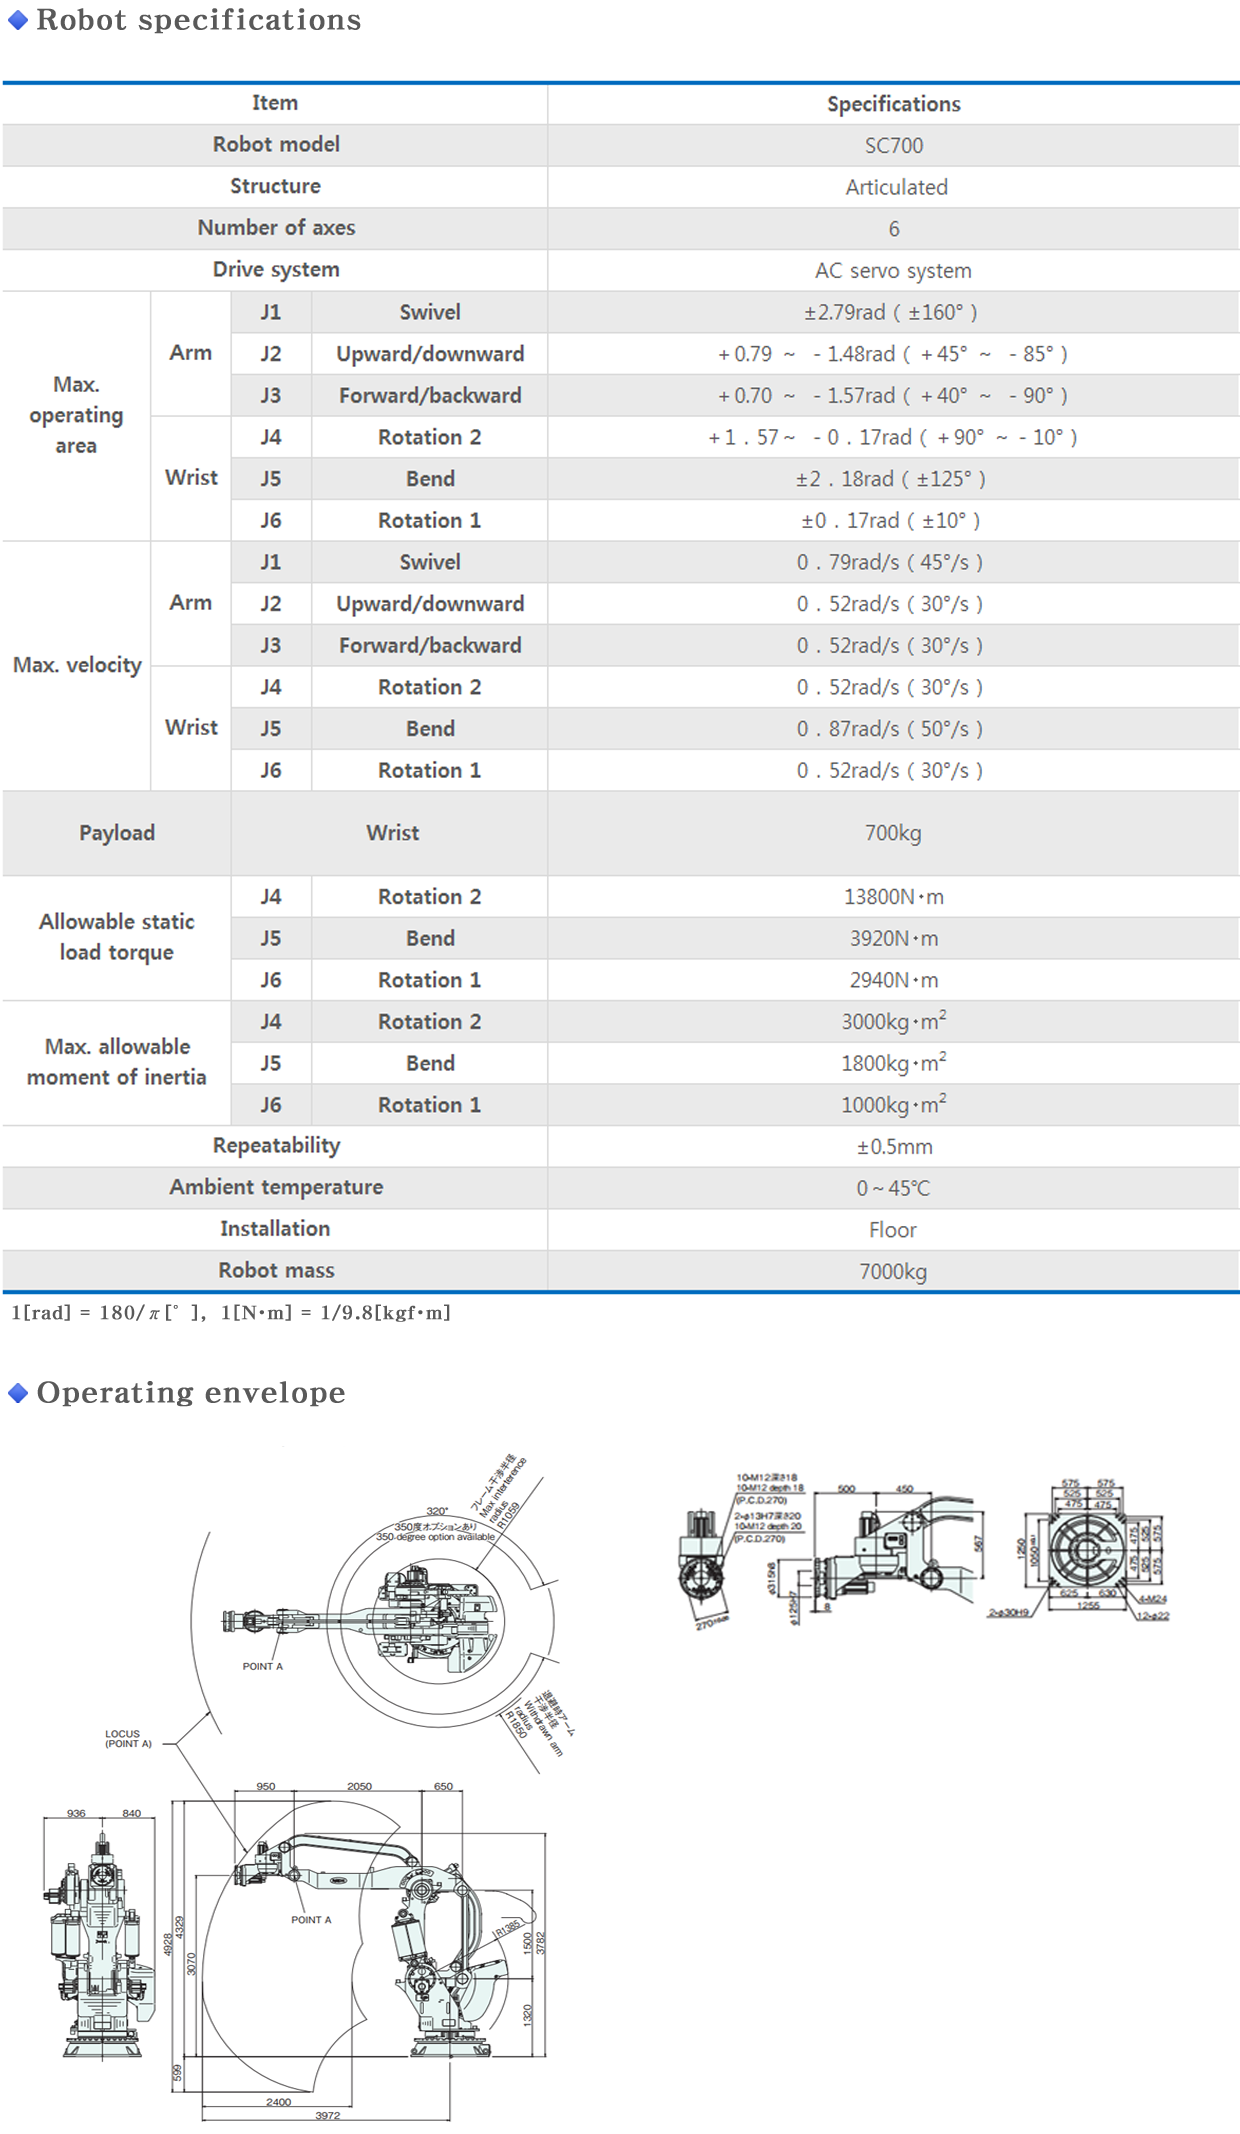 Robot specifications
Item Specifications
Robot model SC700
Structure Articulated
Number of axes 6
Drive system AC servo system
Max. operating area Arm J1 Swivel ±2.79rad ( ±160° )
J2 Upward/downward +0.79 ~ -1.48rad ( +45° ~ -85° )
J3 Forward/backward +0.70 ~ -1.57rad ( +40° ~ -90° )
Wrist J4 Rotation 2 +1.57~ -0.17rad ( +90° ~ -10° )
J5 Bend ±2.18rad ( ±125° )
J6 Rotation 1 ±0.17rad ( ±10° )
Max. velocity Arm J1 Swivel 0.79rad/s ( 45°/s )
J2 Upward/downward 0.52rad/s ( 30°/s )
J3 Forward/backward 0.52rad/s ( 30°/s )
Wrist J4 Rotation 2 0.52rad/s ( 30°/s )
J5 Bend 0.87rad/s ( 50°/s )
J6 Rotation 1 0.52rad/s ( 30°/s )
Payload Wrist 700kg
Allowable static load torque J4 Rotation 2 13800N·m
J5 Bend 3920N·m
J6 Rotation 1 2940N·m
Max. allowable moment of inertia J4 Rotation 2 3000kg·m²
J5 Bend 1800kg·m²
J6 Rotation 1 1000kg·m²
Repeatability ±0.5mm
Ambient temperature 0~45℃
Installation Floor
Robot mass 7000kg
1[rad] = 180/π[° ], 1[N·m] = 1/9.8[kgf·m]
Operating envelope
フレーム干渉半径
Max interference
radius
R1059
320°
350度オプションあり
350-degree option available
POINT A
退避時アーム
干渉半径
Withdrawn arm
radius
R1850
LOCUS
(POINT A)
10-M12深さ18
10-M12 depth 18
(P.C.D.270)
2-φ13H7深さ20
10-M12 depth 20
(P.C.D.270)
500 450
567
φ315h8
φ125H7
8
575 575
525 525
475 475
1250
475 525 575
475 525 575
625 630
1255
4-M24
2-φ30H9
12-φ22
950 2050 650
936 840
POINT A
4928
4329
3070
R1385
1500
3782
1320
599
2400
3972